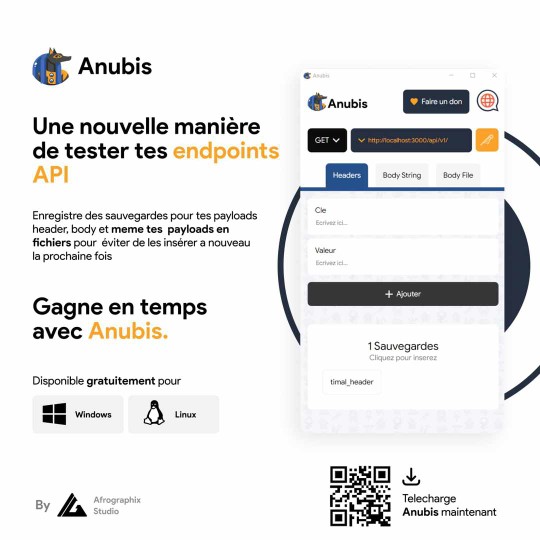 Anubis
Une nouvelle manière
de tester tes endpoints
API
Enregistre des sauvegardes pour tes payloads
header, body et meme tes payloads en
fichiers pour éviter de les insérer a nouveau
la prochaine fois
Gagne en temps
avec Anubis.
Disponible gratuitement pour
Windows
Linux
By
Afrographix
Studio
Anubis
Anubis
Faire un don
GET
http://localhost:3000/api/v1/
Headers
Body String
Body File
Cle
Ecrivez ici...
Valeur
Ecrivez ici...
+ Ajouter
1 Sauvegardes
Cliquez pour inserez
timal_header
Telecharge
Anubis maintenant